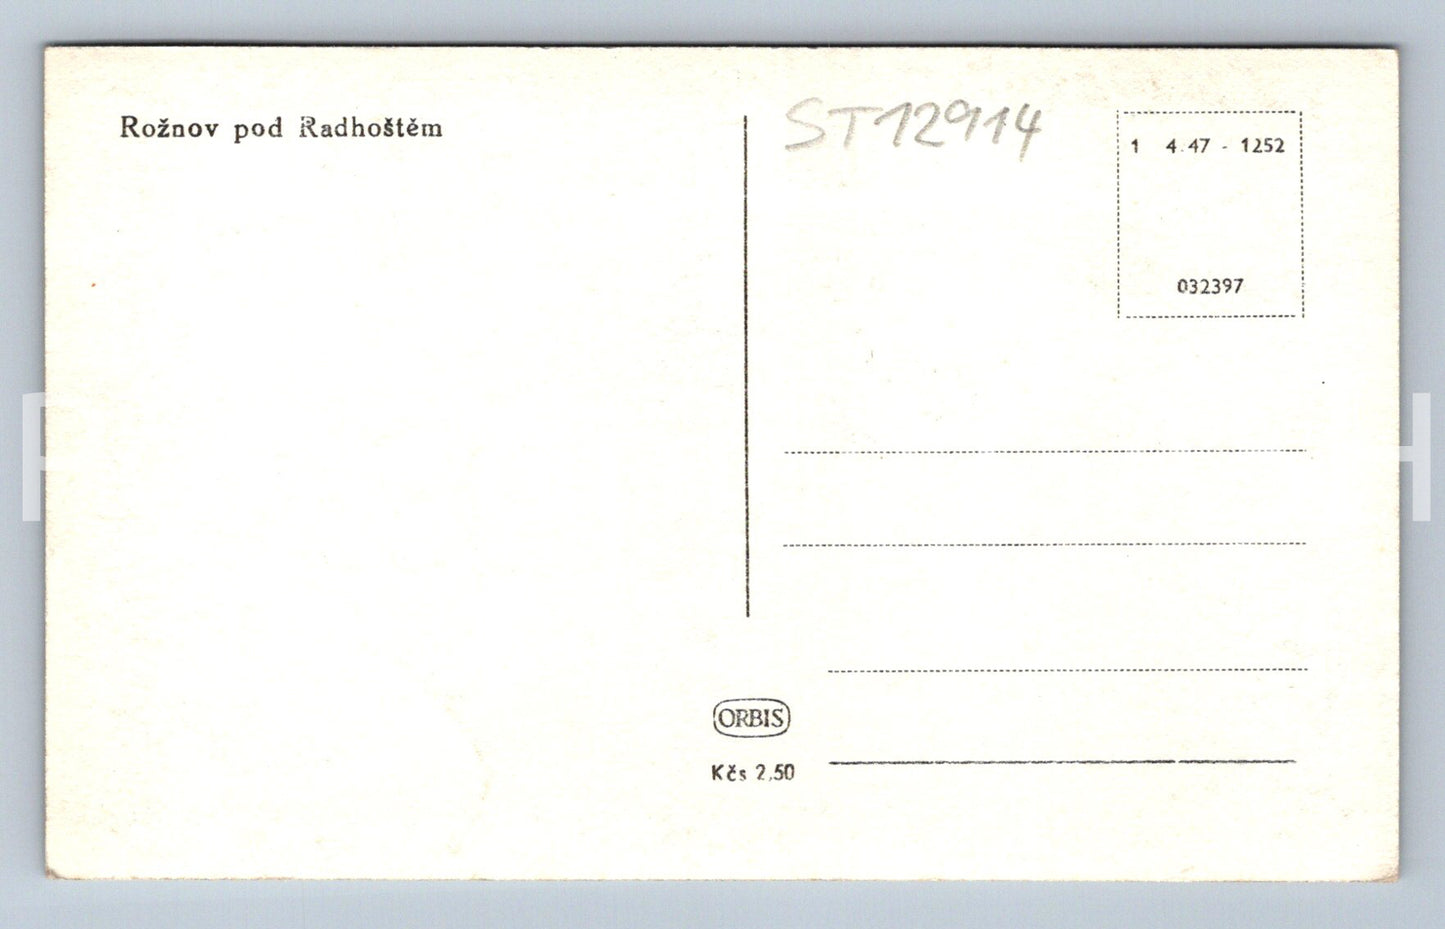 Rožnov pod Radhoštěm
ST12914
1 4.47 - 1252
032397
ORBIS
Kčs 2,50